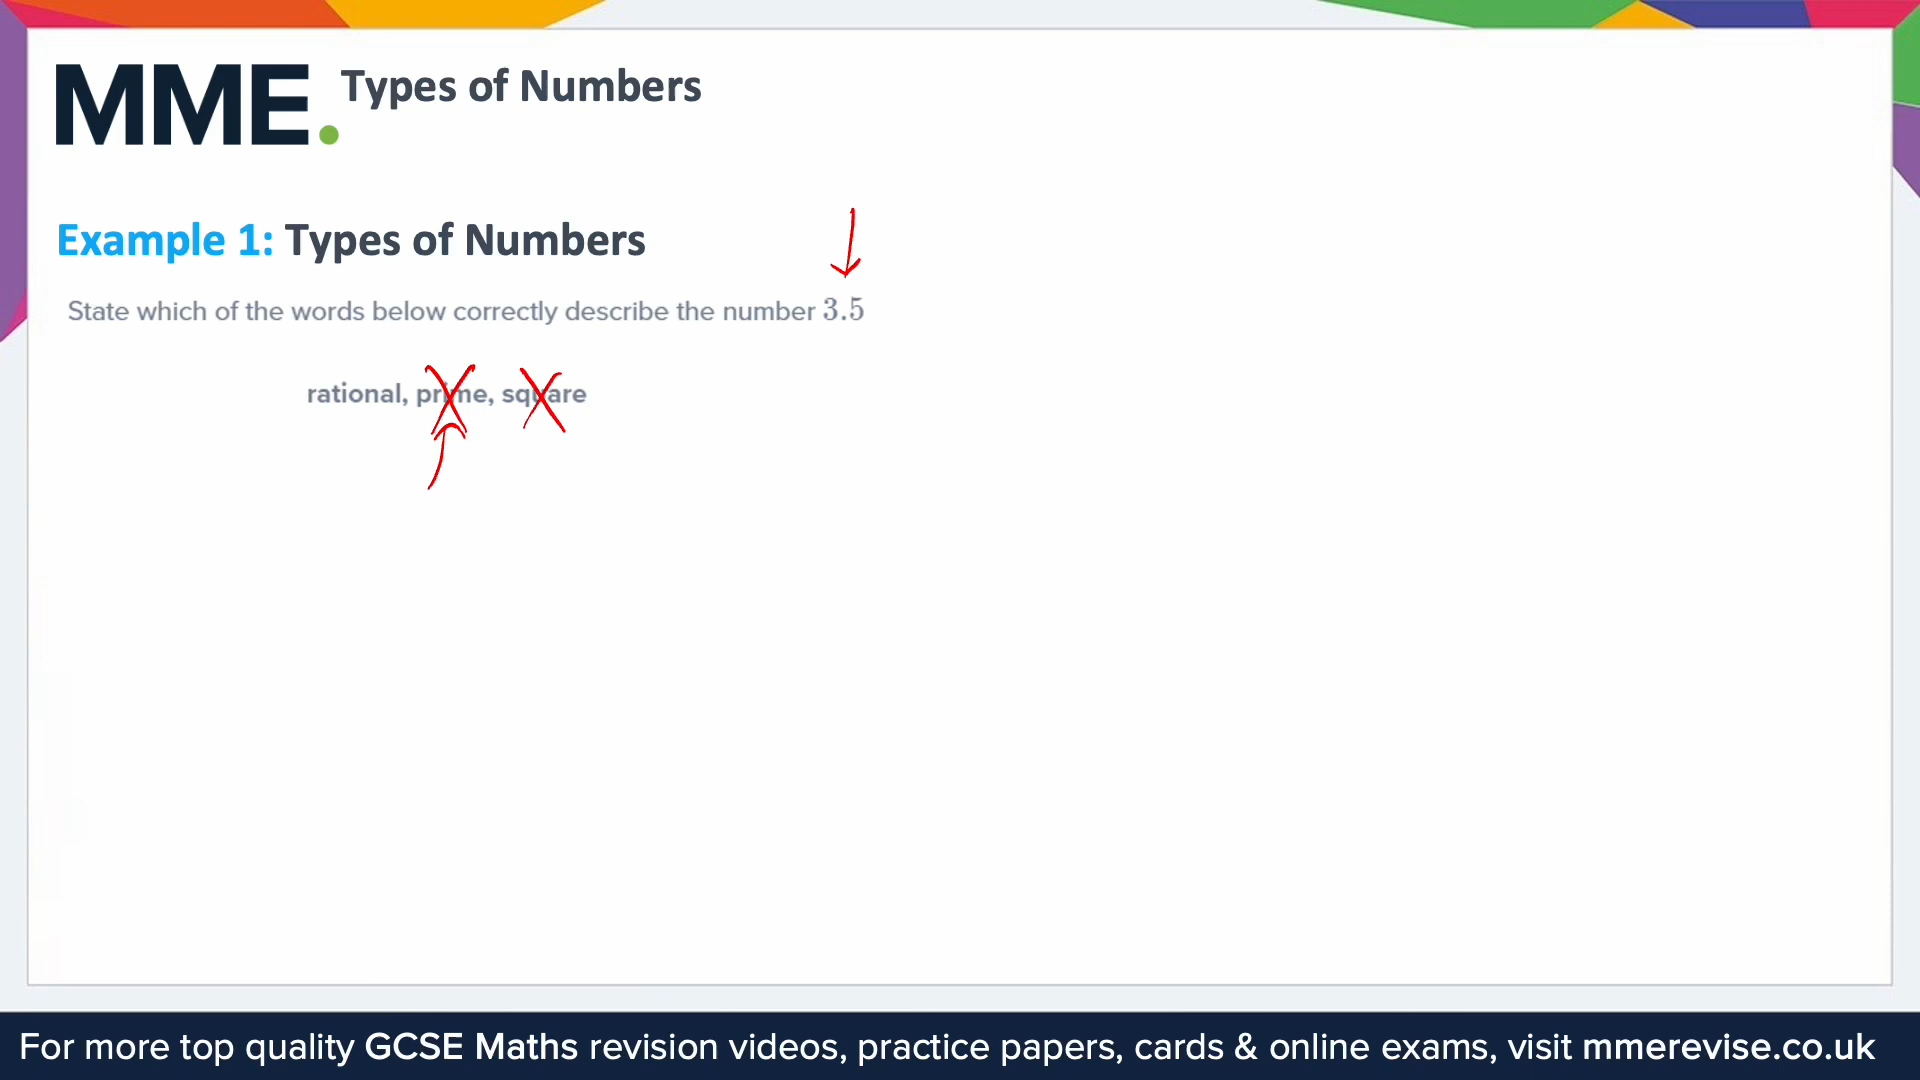 MME.
Types of Numbers
Example 1: Types of Numbers
State which of the words below correctly describe the number 3.5
rational, prime, square
For more top quality GCSE Maths revision videos, practice papers, cards & online exams, visit mmerevise.co.uk